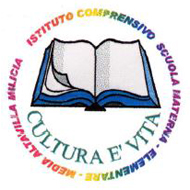 ISTITUTO COMPRENSIVO SCUOLA MATERNA - ELEMENTARE - MEDIA ALTAVILLA MILICIA
CULTURA E' VITA